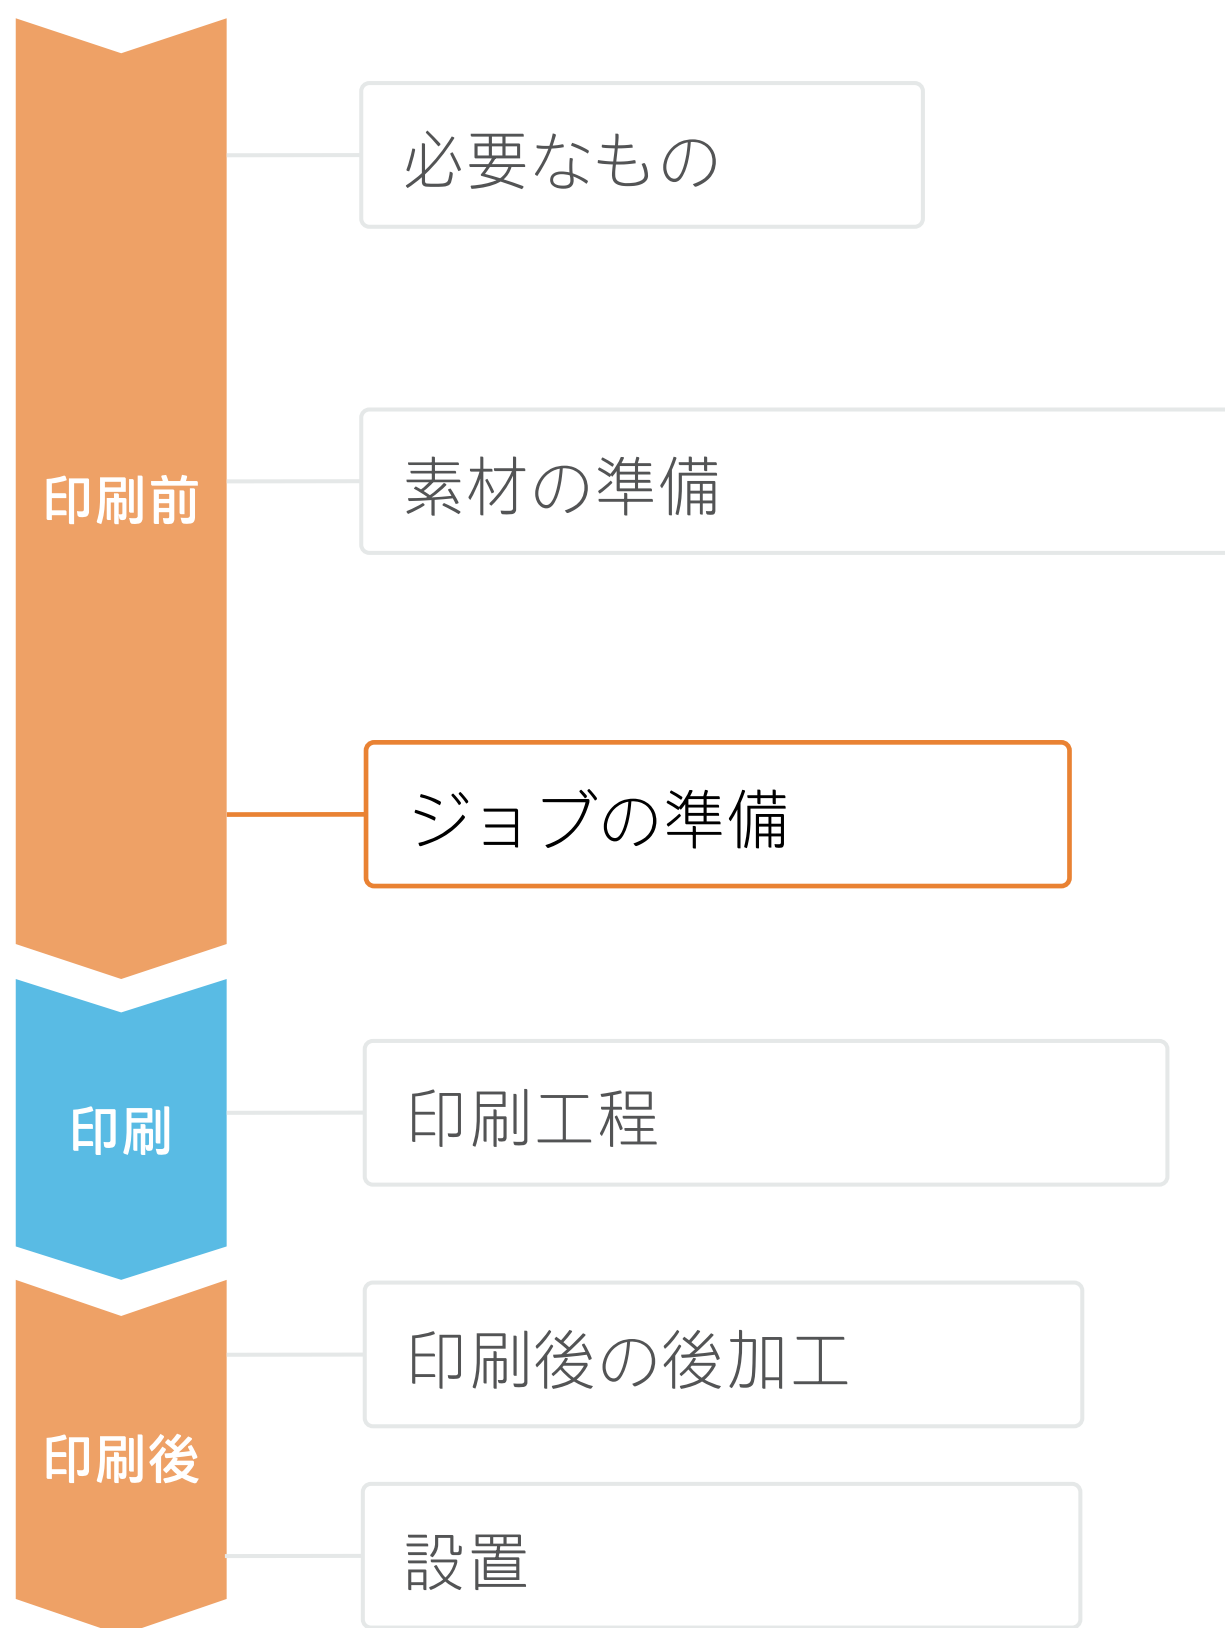 必要なもの
素材の準備
印刷前
ジョブの準備
印刷工程
印刷
印刷後の後加工
印刷後
設置